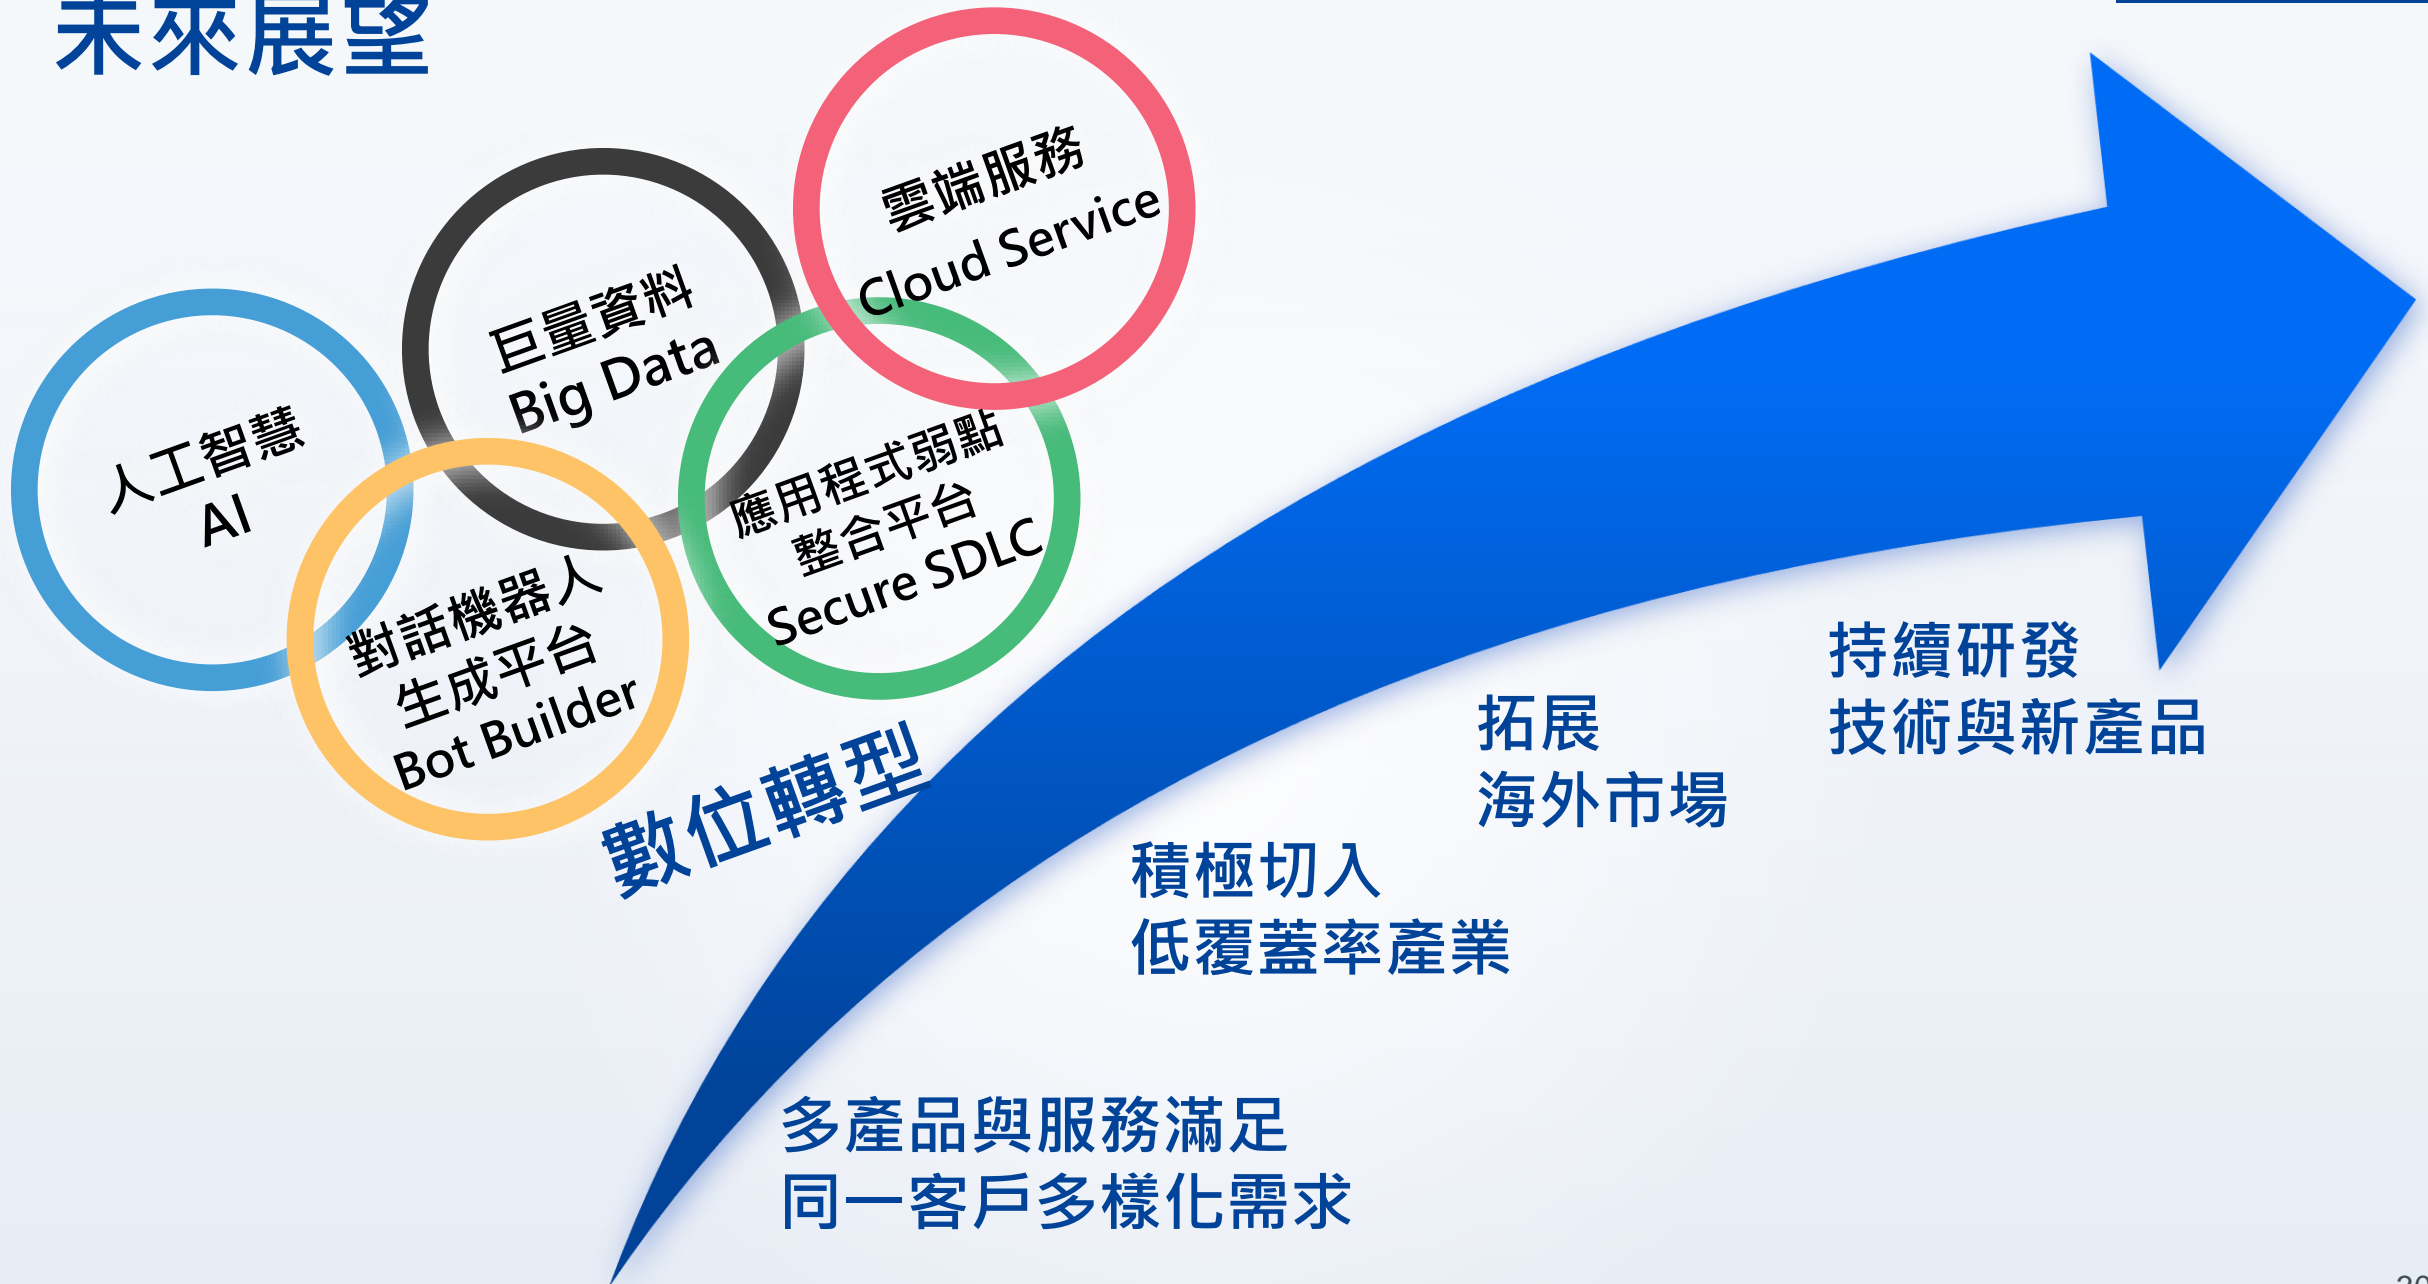 未來展望
雲端服務
Cloud Service
巨量資料
Big Data
人工智慧
AI
應用程式弱點
整合平台
Secure SDLC
對話機器人
生成平台
Bot Builder
數位轉型
持續研發
技術與新產品
拓展
海外市場
積極切入
低覆蓋率產業
多產品與服務滿足
同一客戶多樣化需求